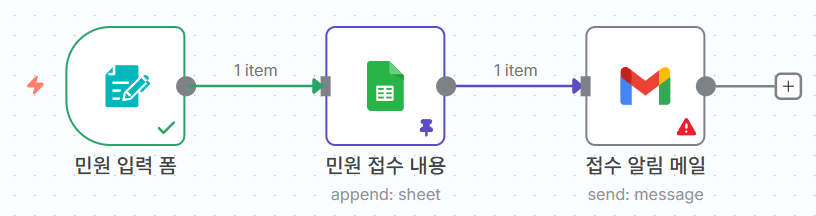 1 item
1 item
민원 입력 폼
민원 접수 내용
접수 알림 메일
append: sheet
send: message